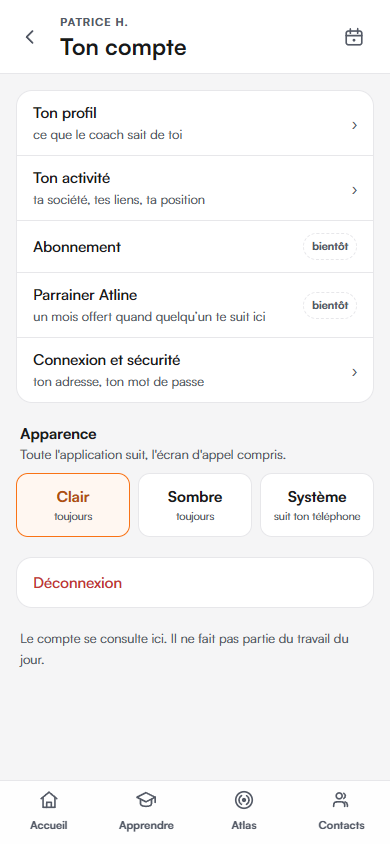 PATRICE H.
Ton compte
Ton profil
ce que le coach sait de toi
Ton activité
ta société, tes liens, ta position
Abonnement
bientôt
Parrainer Atline
un mois offert quand quelqu'un te suit ici
bientôt
Connexion et sécurité
ton adresse, ton mot de passe
Apparence
Toute l'application suit, l'écran d'appel compris.
Clair
toujours
Sombre
toujours
Système
suit ton téléphone
Déconnexion
Le compte se consulte ici. Il ne fait pas partie du travail du
jour.
Accueil
Apprendre
Atlas
Contacts